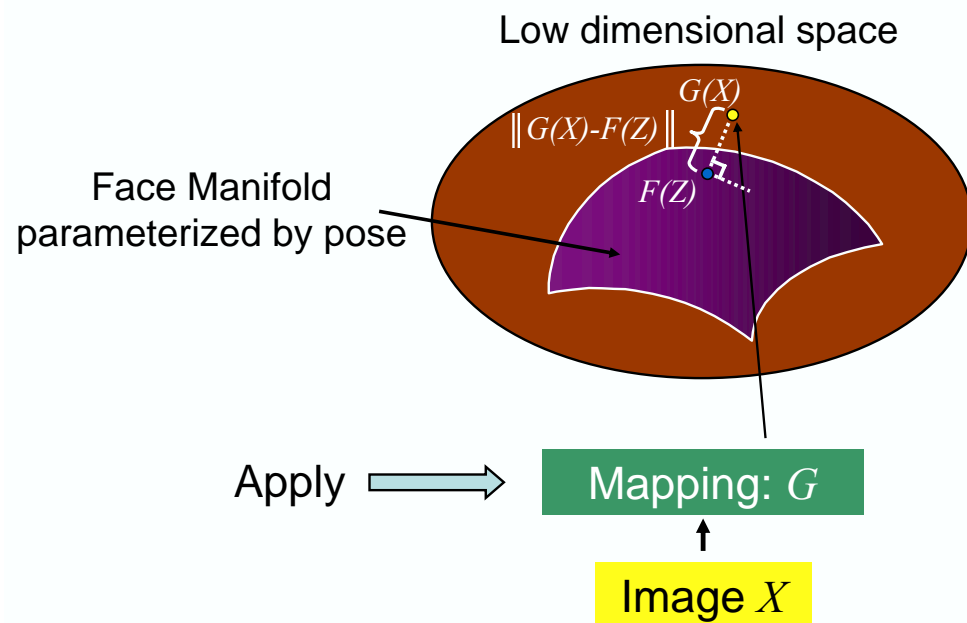 Low dimensional space
G(X)
‖G(X)-F(Z)‖
F(Z)
Face Manifold
parameterized by pose
Apply
Mapping: G
Image X